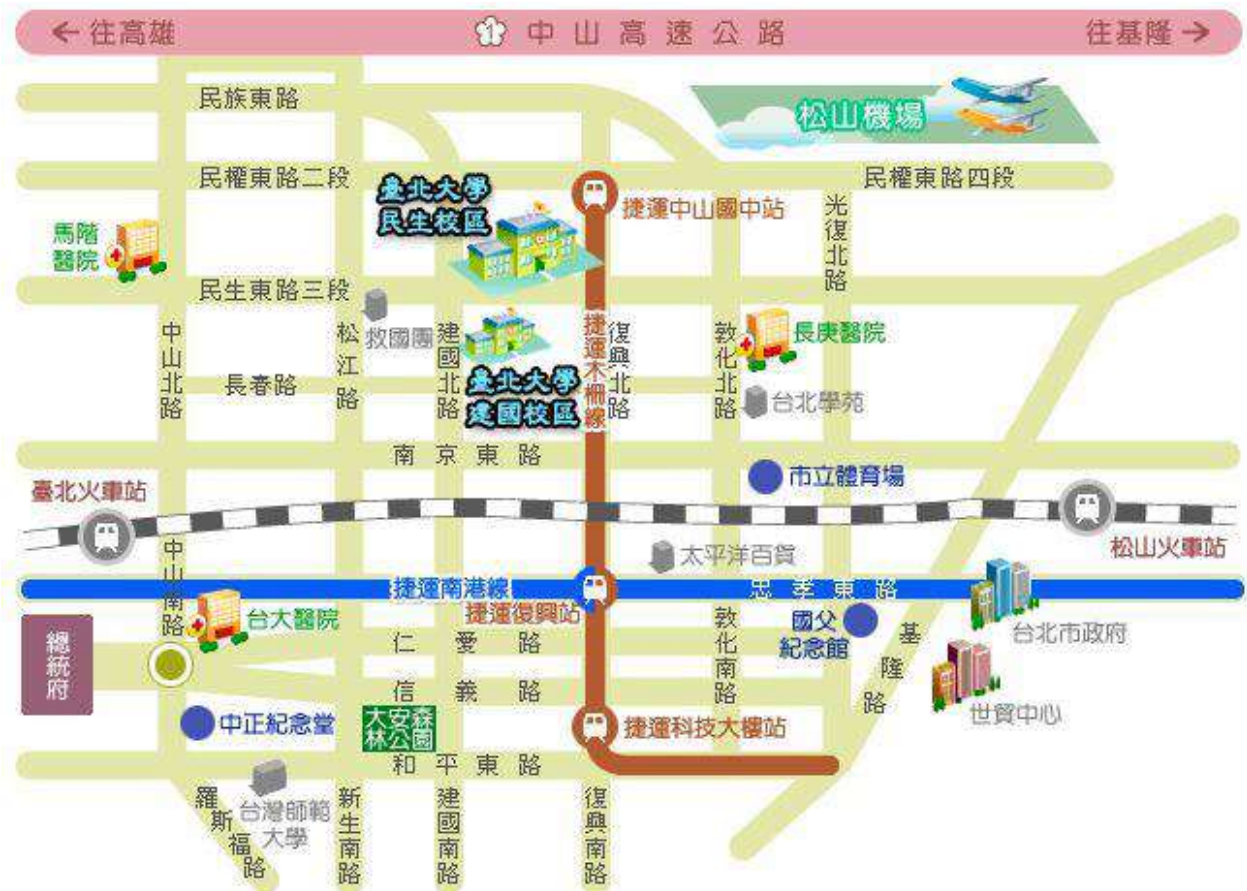 往高雄
1
中山高速公路
往基隆
民族東路
松山機場
民權東路二段
民權東路四段
臺北大學
民生校區
捷運中山國中站
光復北路
馬階
醫院
民生東路三段
救國團
中山北路
松江路
建國北路
捷運木柵線
復興北路
敦化北路
長庚醫院
長春路
臺北大學
建國校區
台北學苑
南京東路
市立體育場
臺北火車站
松山火車站
太平洋百貨
中山南路
捷運南港線
忠孝東路
捷運復興站
台大醫院
仁愛路
敦化南路
國父
紀念館
基隆路
台北市政府
總統府
信義路
世貿中心
中正紀念堂
大安森
林公園
捷運科技大樓站
和平東路
羅斯福路
台灣師範
大學
新生南路
建國南路
復興南路